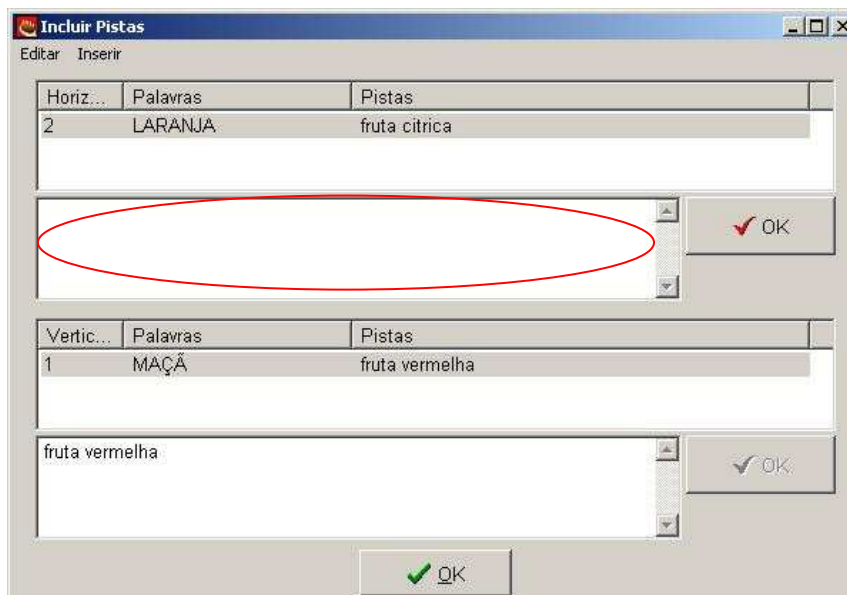 Incluir Pistas
Editar Inserir
Horiz... Palavras Pistas
2 LARANJA fruta citrica
OK
Vertic... Palavras Pistas
1 MAÇÃ fruta vermelha
fruta vermelha
OK
OK